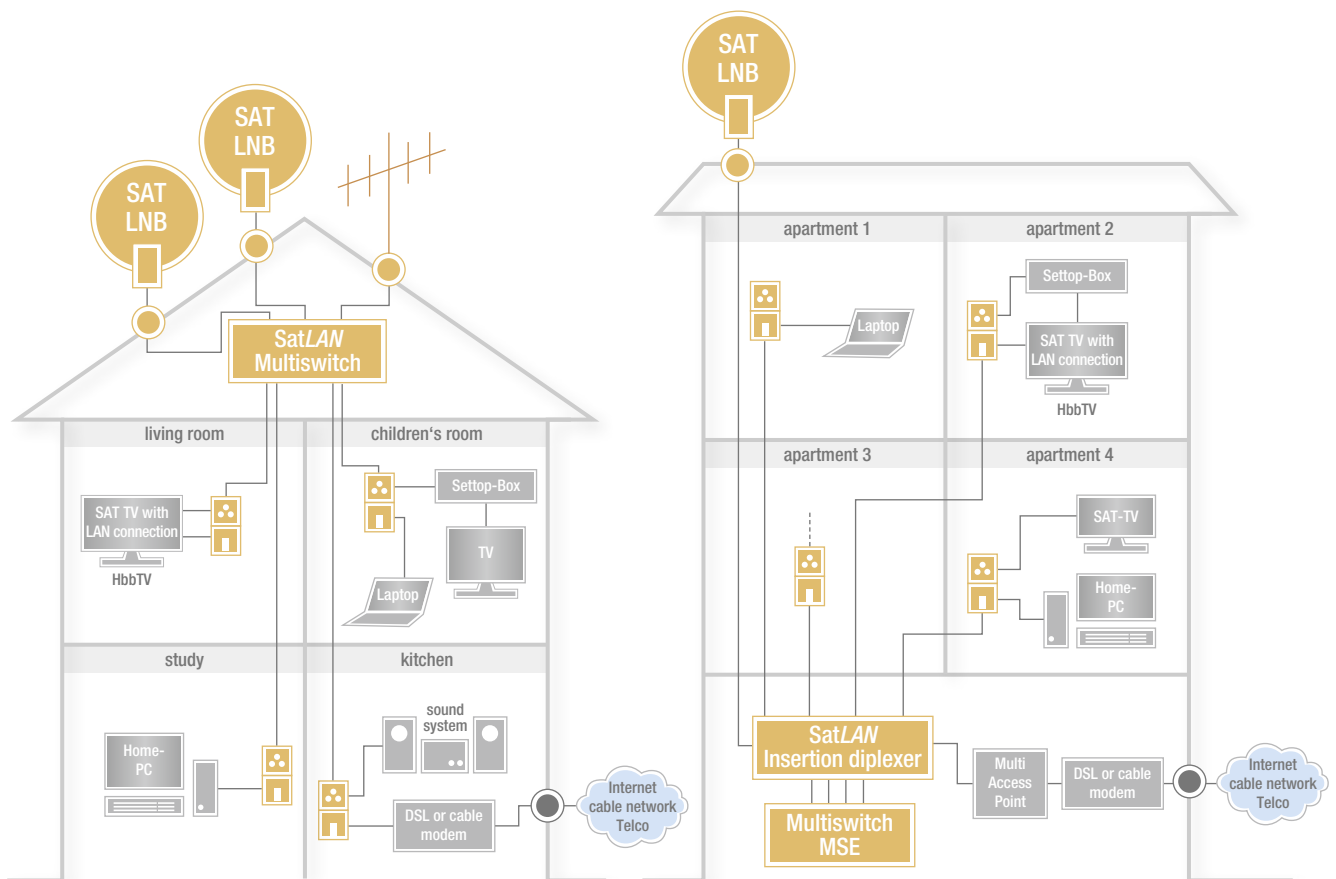 SAT
LNB
SAT
LNB
SatLAN
Multiswitch
living room
children's room
SAT TV with
LAN connection
HbbTV
Settop-Box
TV
Laptop
study
kitchen
Home-
PC
sound
system
DSL or cable
modem
Internet
cable network
Telco
SAT
LNB
apartment 1
apartment 2
Laptop
Settop-Box
SAT TV with
LAN connection
HbbTV
apartment 3
apartment 4
SAT-TV
Home-
PC
SatLAN
Insertion diplexer
Multiswitch
MSE
Multi
Access
Point
DSL or cable
modem
Internet
cable network
Telco